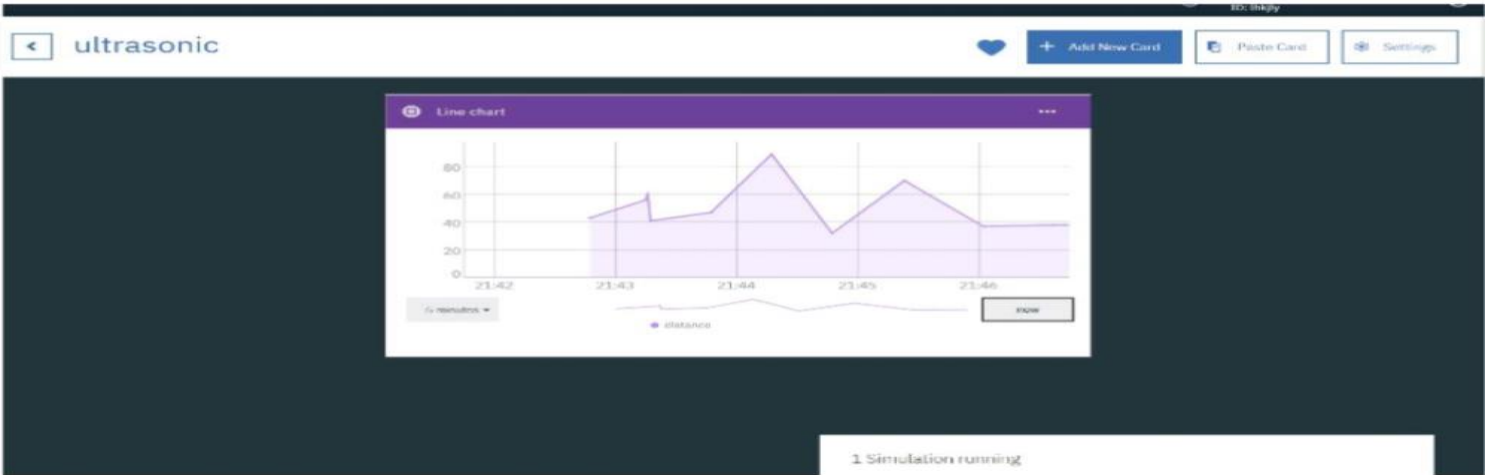 ultrasonic
+ Add New Card
Paste Card
Settings
Line chart
80
60
40
20
0
21:42 21:43 21:44 21:45 21:46
now
distance
1 Simulation running